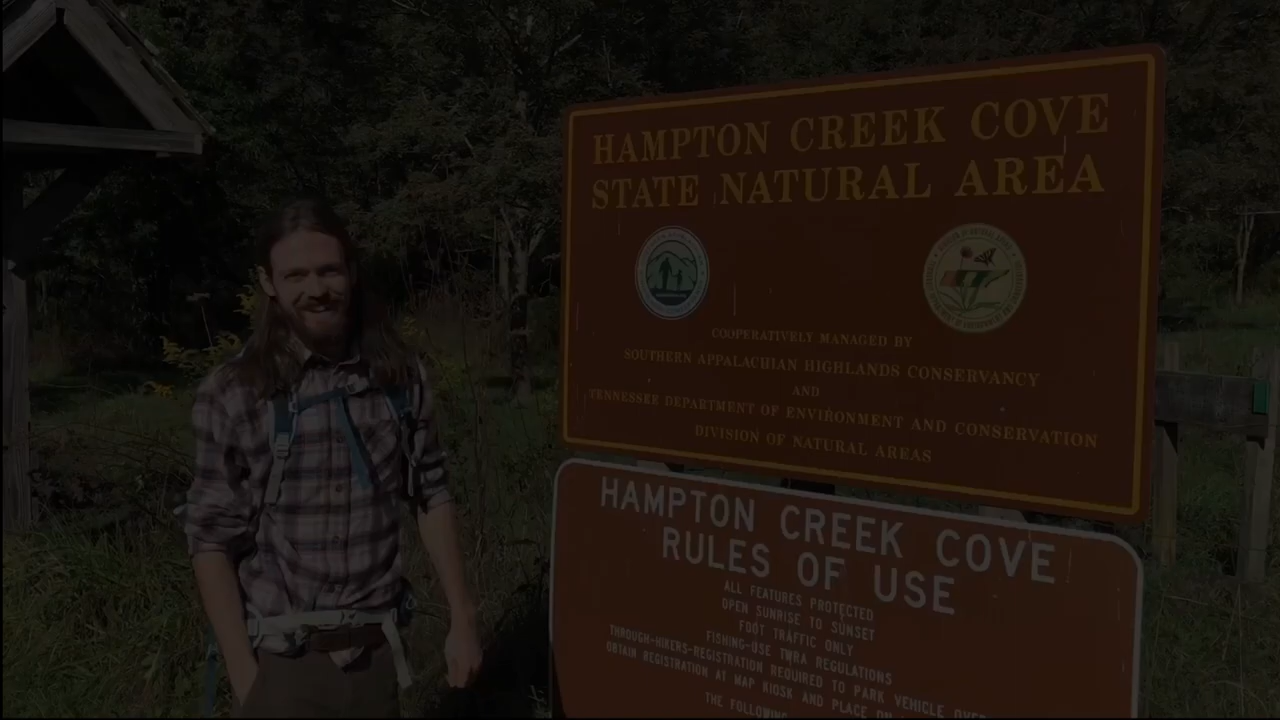 HAMPTON CREEK COVE
STATE NATURAL AREA
COOPERATIVELY MANAGED BY
SOUTHERN APPALACHIAN HIGHLANDS CONSERVANCY
AND
TENNESSEE DEPARTMENT OF ENVIRONMENT AND CONSERVATION
DIVISION OF NATURAL AREAS
HAMPTON CREEK COVE
RULES OF USE
ALL FEATURES PROTECTED
OPEN SUNRISE TO SUNSET
FOOT TRAFFIC ONLY
FISHING-USE TWRA REGULATIONS
THROUGH-HIKERS-REGISTRATION REQUIRED TO PARK VEHICLE
OBTAIN REGISTRATION AT MAP KIOSK AND PLACE ON
THE FOLLOWING